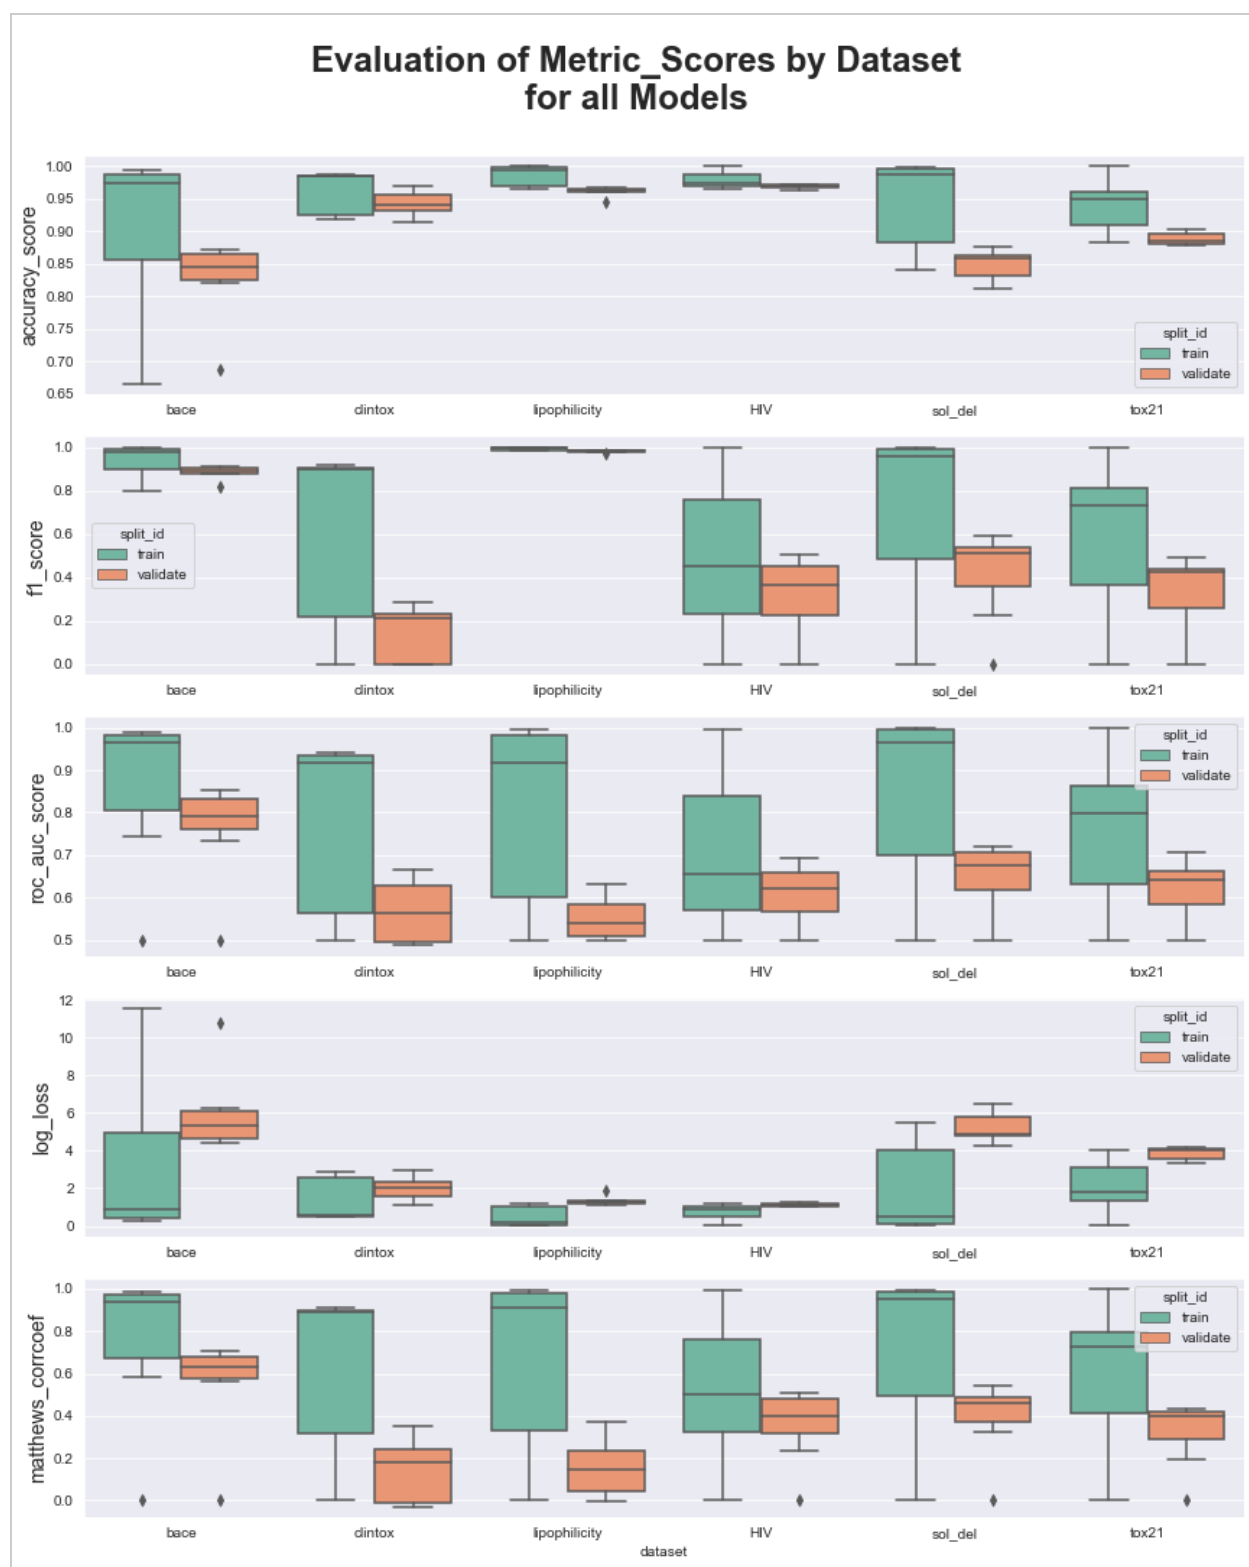 Evaluation of Metric_Scores by Dataset
for all Models
accuracy_score
1.00
0.95
0.90
0.85
0.80
0.75
0.70
0.65
split_id
train
validate
bace
clintox
lipophilicity
HIV
sol_del
tox21
f1_score
1.0
0.8
0.6
0.4
0.2
0.0
split_id
train
validate
bace
clintox
lipophilicity
HIV
sol_del
tox21
roc_auc_score
1.0
0.9
0.8
0.7
0.6
0.5
split_id
train
validate
bace
clintox
lipophilicity
HIV
sol_del
tox21
log_loss
12
10
8
6
4
2
0
split_id
train
validate
bace
clintox
lipophilicity
HIV
sol_del
tox21
matthews_corrcoef
1.0
0.8
0.6
0.4
0.2
0.0
split_id
train
validate
bace
clintox
lipophilicity
HIV
sol_del
tox21
dataset